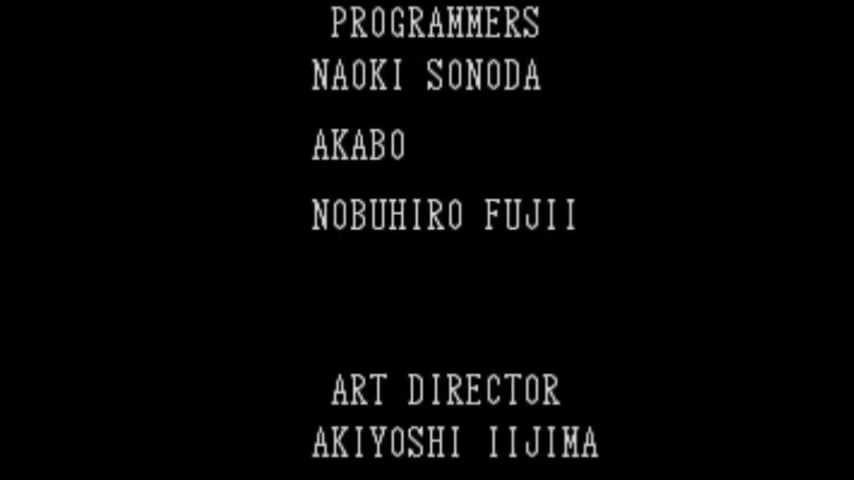 PROGRAMMERS
NAOKI SONODA
AKABO
NOBUHIRO FUJII
ART DIRECTOR
AKIYOSHI IIJIMA